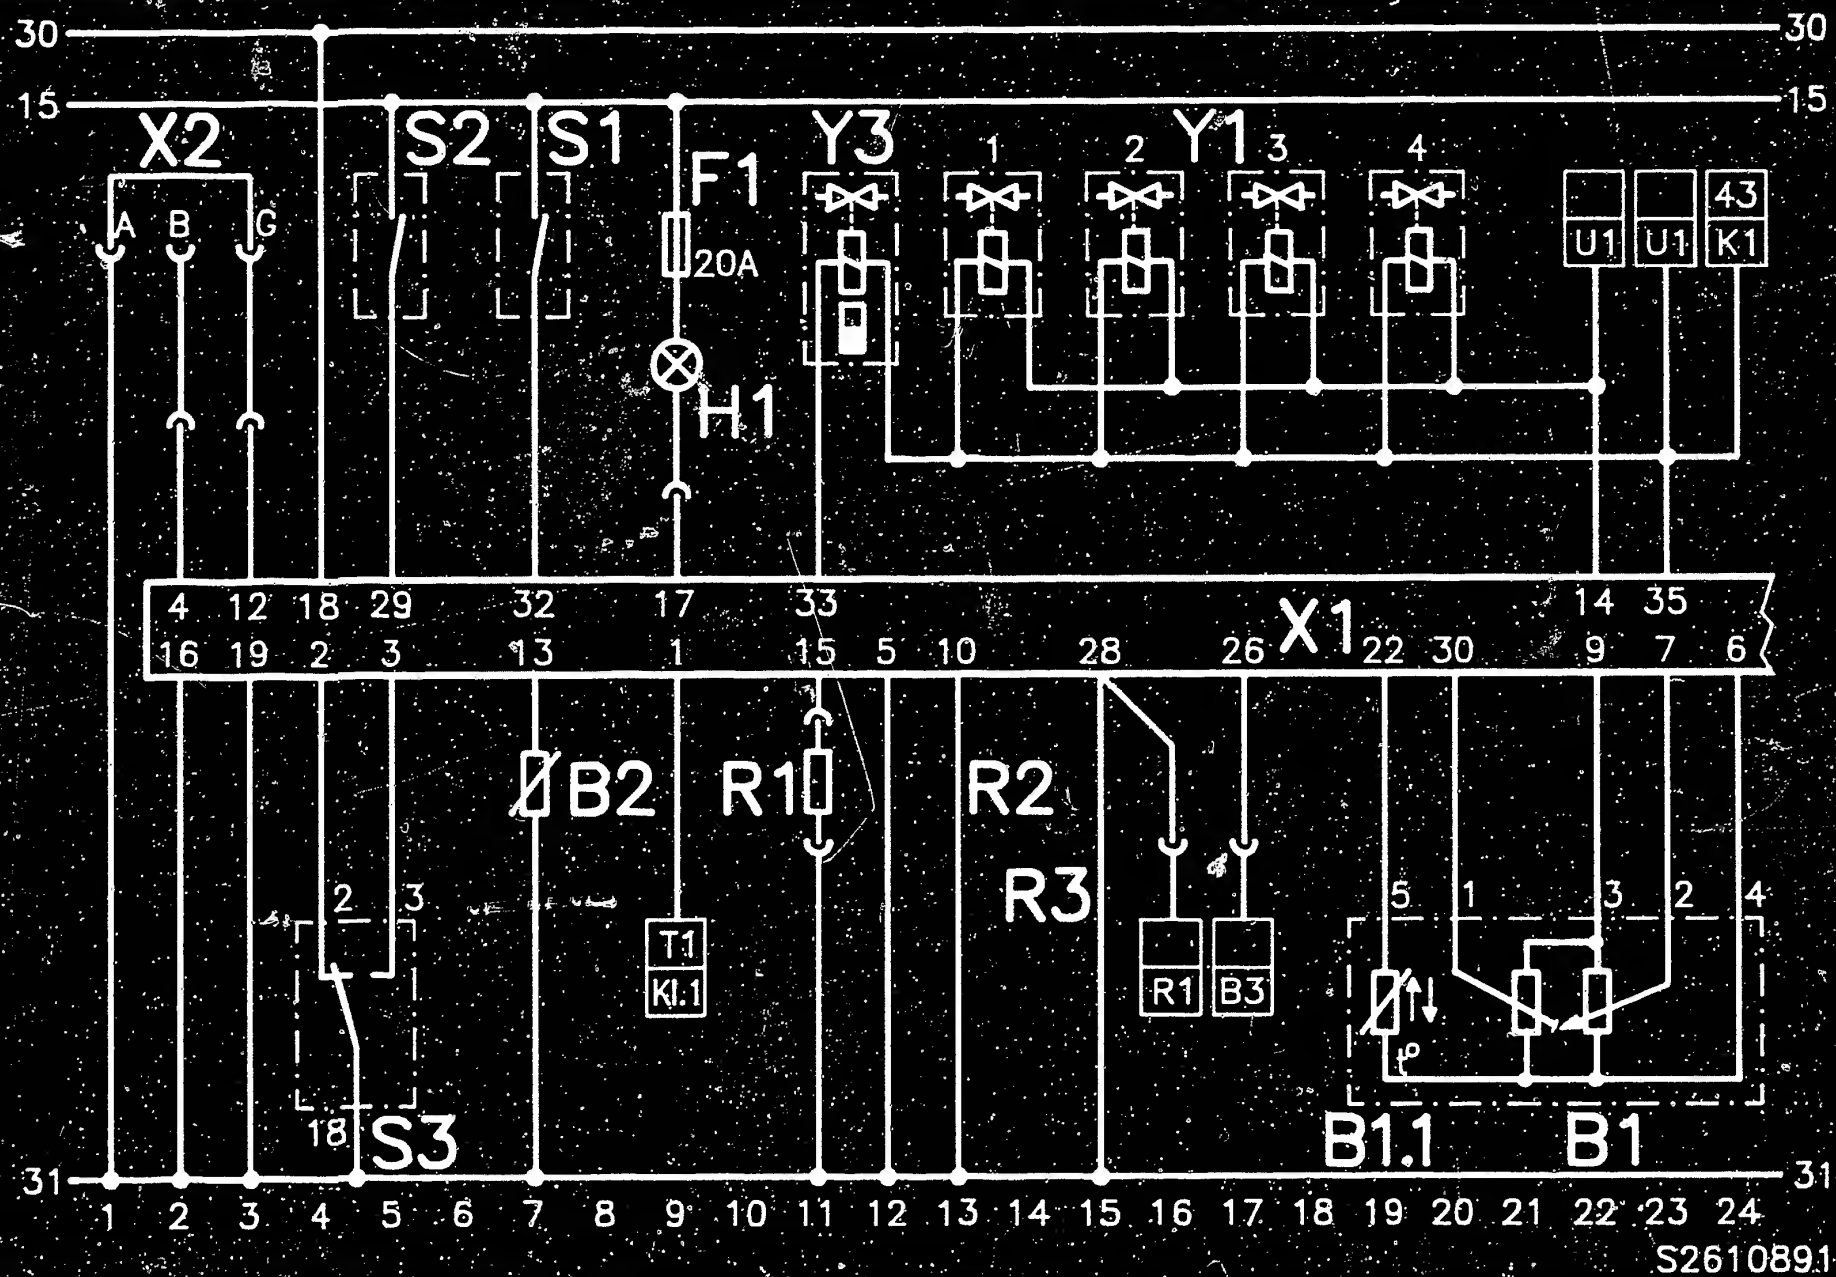 30 30
15 15
X2 S2 S1 F1 Y3 Y1
1 2 3 4
A B G
20A
43
U1 U1 K1
H1
4 12 18 29 32 17 33 14 35
X1
16 19 2 3 13 1 15 5 10 28 26 22 30 9 7 6
B2 R1 R2
R3
2 3 5 1 3 2 4
T1
Kl.1 R1 B3
t°
18 S3 B1.1 B1
31 31
1 2 3 4 5 6 7 8 9 10 11 12 13 14 15 16 17 18 19 20 21 22 23 24
S2610891